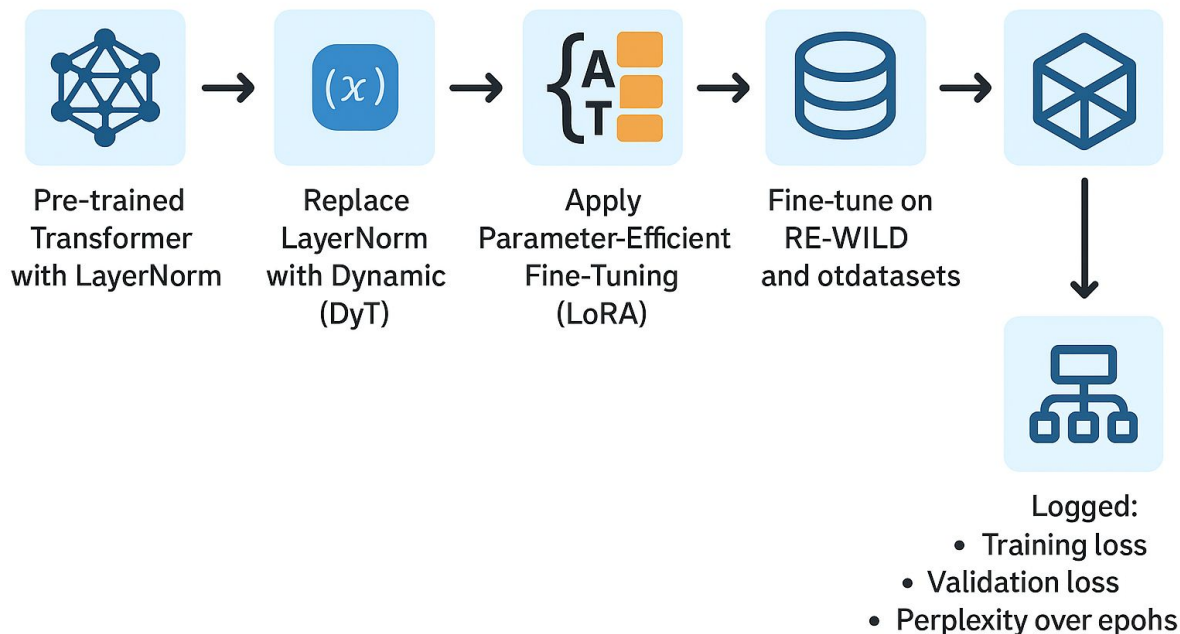 (x)
{A
T
Pre-trained
Transformer
with LayerNorm
Replace
LayerNorm
with Dynamic
(DyT)
Apply
Parameter-Efficient
Fine-Tuning
(LoRA)
Fine-tune on
RE-WILD
and otdatasets
Logged:
• Training loss
• Validation loss
• Perplexity over epohs